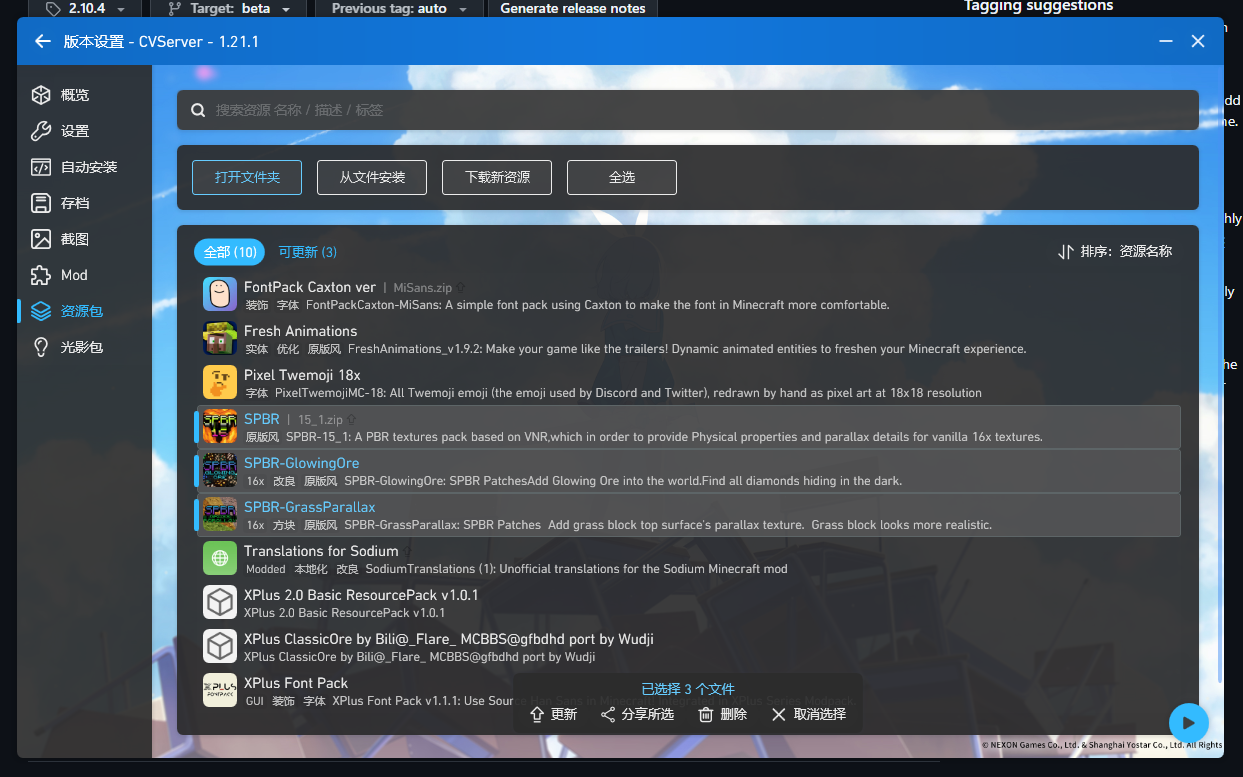 2.10.4
Target: beta
Previous tag: auto
Generate release notes
Tagging suggestions
版本设置 - CVServer - 1.21.1
概览
设置
自动安装
存档
截图
Mod
资源包
光影包
搜索资源 名称 / 描述 / 标签
打开文件夹
从文件安装
下载新资源
全选
全部 (10)
可更新 (3)
排序：资源名称
FontPack Caxton ver | MiSans.zip
装饰 字体 FontPackCaxton-MiSans: A simple font pack using Caxton to make the font in Minecraft more comfortable.
Fresh Animations
实体 优化 原版风 FreshAnimations_v1.9.2: Make your game like the trailers! Dynamic animated entities to freshen your Minecraft experience.
Pixel Twemoji 18x
字体 PixelTwemojiMC-18: All Twemoji emoji (the emoji used by Discord and Twitter), redrawn by hand as pixel art at 18x18 resolution
SPBR | 15_1.zip
原版风 SPBR-15_1: A PBR textures pack based on VNR,which in order to provide Physical properties and parallax details for vanilla 16x textures.
SPBR-GlowingOre
16x 改良 原版风 SPBR-GlowingOre: SPBR PatchesAdd Glowing Ore into the world.Find all diamonds hiding in the dark.
SPBR-GrassParallax
16x 方块 原版风 SPBR-GrassParallax: SPBR Patches Add grass block top surface's parallax texture. Grass block looks more realistic.
Translations for Sodium
Modded 本地化 改良 SodiumTranslations (1): Unofficial translations for the Sodium Minecraft mod
XPlus 2.0 Basic ResourcePack v1.0.1
XPlus 2.0 Basic ResourcePack v1.0.1
XPlus ClassicOre by Bili@_Flare_ MCBBS@gfbdhd port by Wudji
XPlus ClassicOre by Bili@_Flare_ MCBBS@gfbdhd port by Wudji
XPlus Font Pack
GUI 装饰 字体 XPlus Font Pack v1.1.1: Use Source Han Sans in Minecraft,integrated in XPlus Series Modpack.
已选择 3 个文件
更新
分享所选
删除
取消选择
© NEXON Games Co., Ltd. & Shanghai Yostar Co., Ltd. All Rights